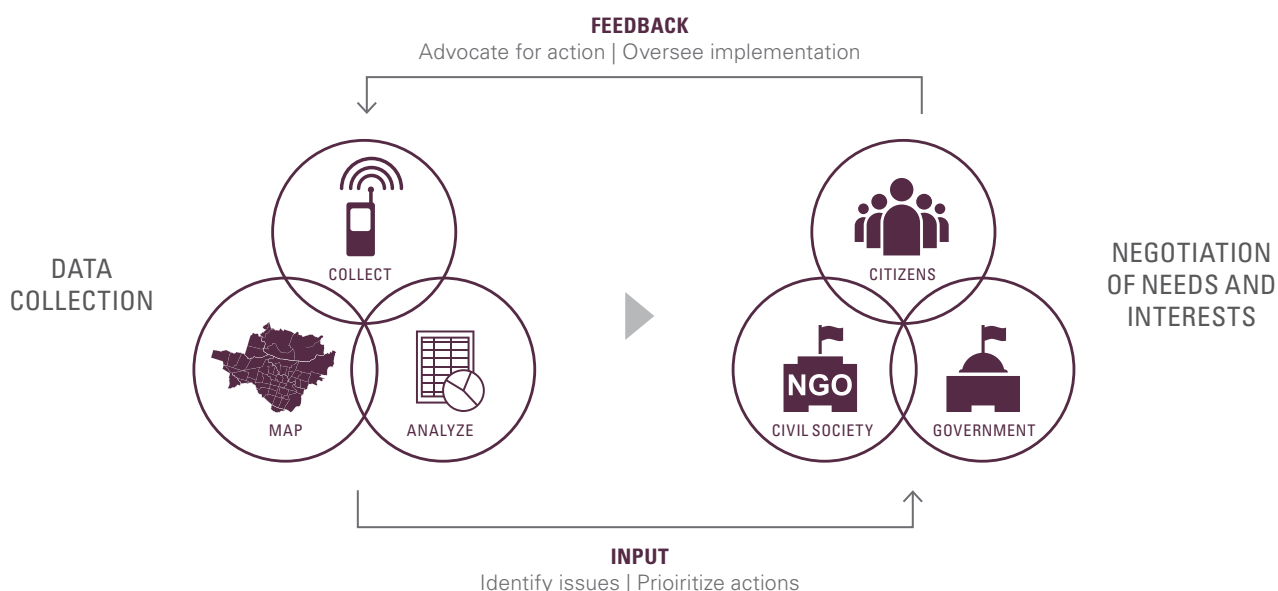 FEEDBACK
Advocate for action | Oversee implementation
DATA
COLLECTION
COLLECT
MAP
ANALYZE
CITIZENS
NGO
CIVIL SOCIETY
GOVERNMENT
NEGOTIATION
OF NEEDS AND
INTERESTS
INPUT
Identify issues | Prioiritize actions